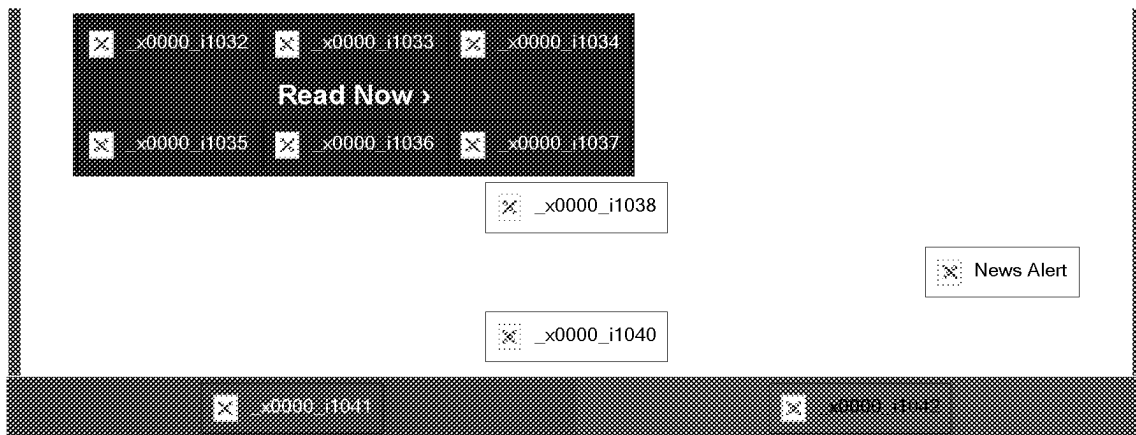 _x0000_i1032 _x0000_i1033 _x0000_i1034
Read Now ›
_x0000_i1035 _x0000_i1036 _x0000_i1037
_x0000_i1038
News Alert
_x0000_i1040
_x0000_i1041